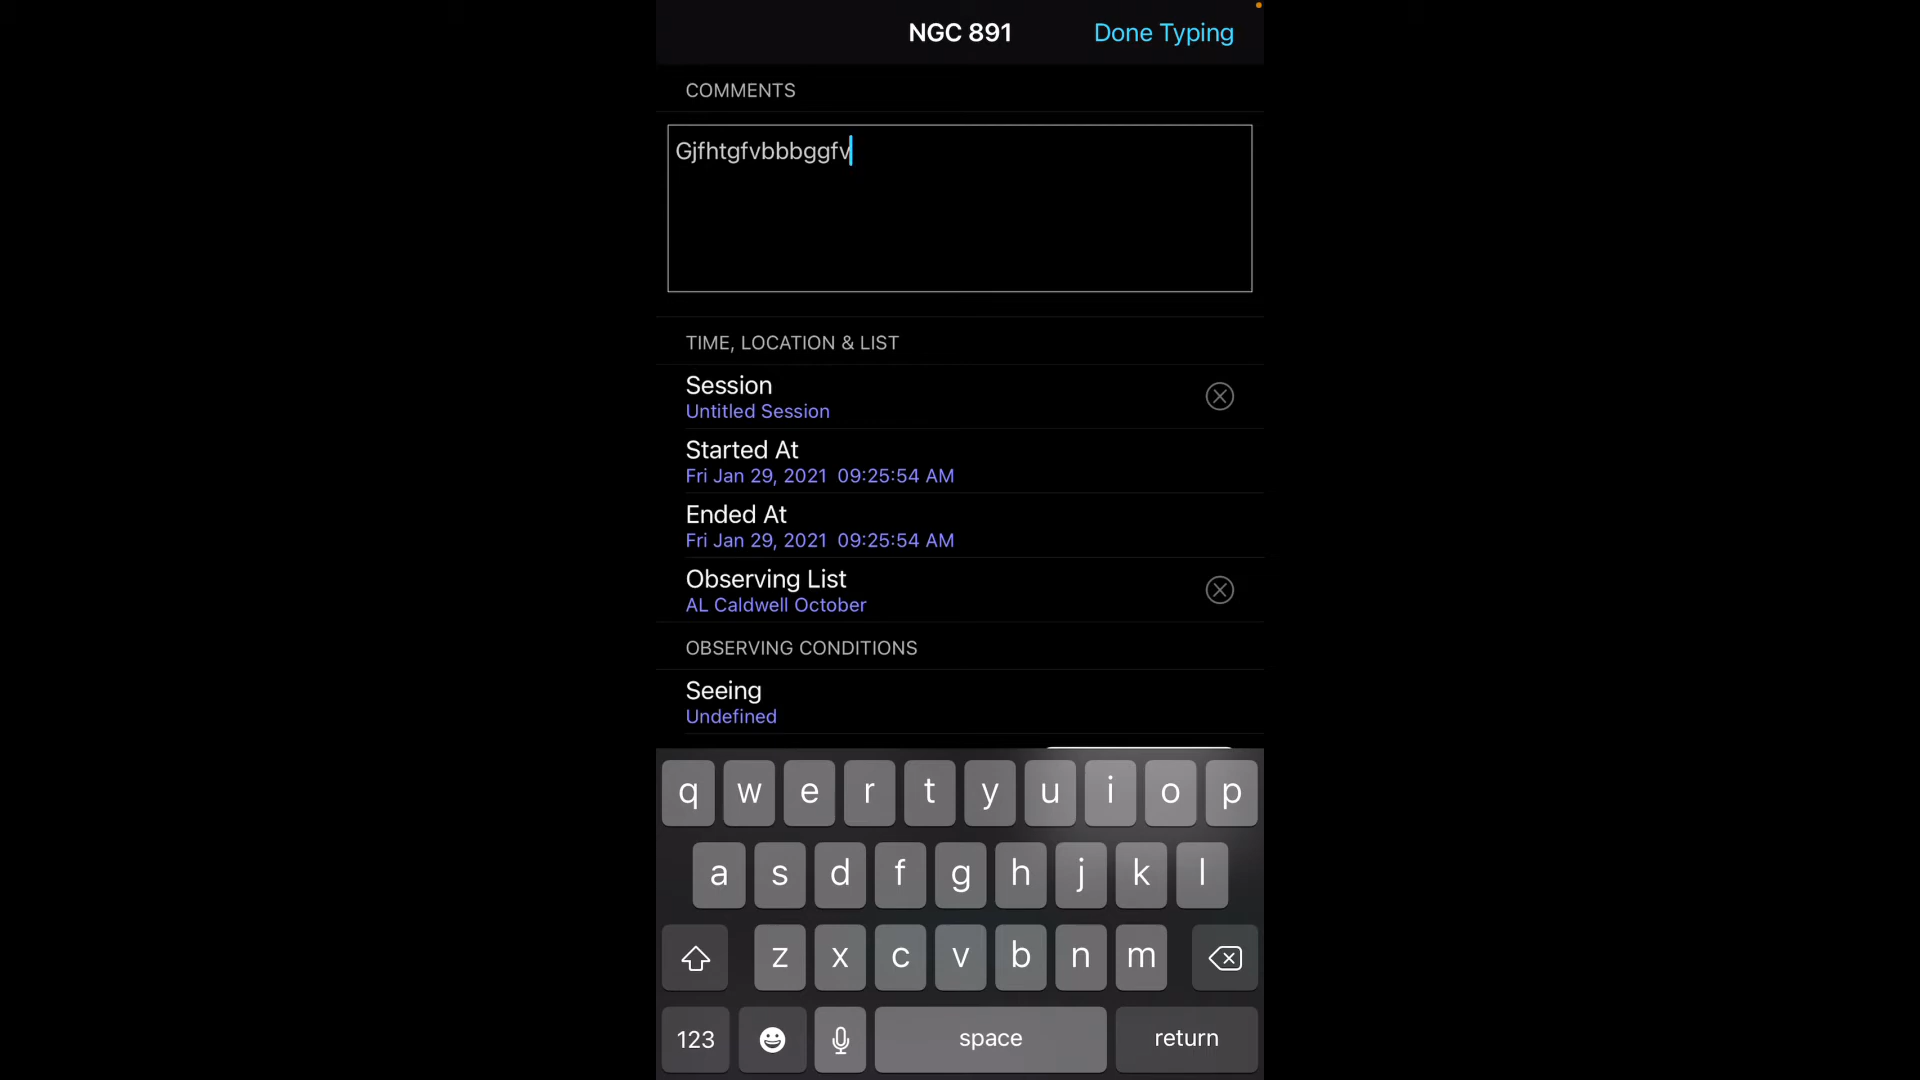 NGC 891
Done Typing
COMMENTS
Gjfhtgfvbbbggfv
TIME, LOCATION & LIST
Session
Untitled Session
Started At
Fri Jan 29, 2021 09:25:54 AM
Ended At
Fri Jan 29, 2021 09:25:54 AM
Observing List
AL Caldwell October
OBSERVING CONDITIONS
Seeing
Undefined
q w e r t y u i o p
a s d f g h j k l
z x c v b n m
123 space return